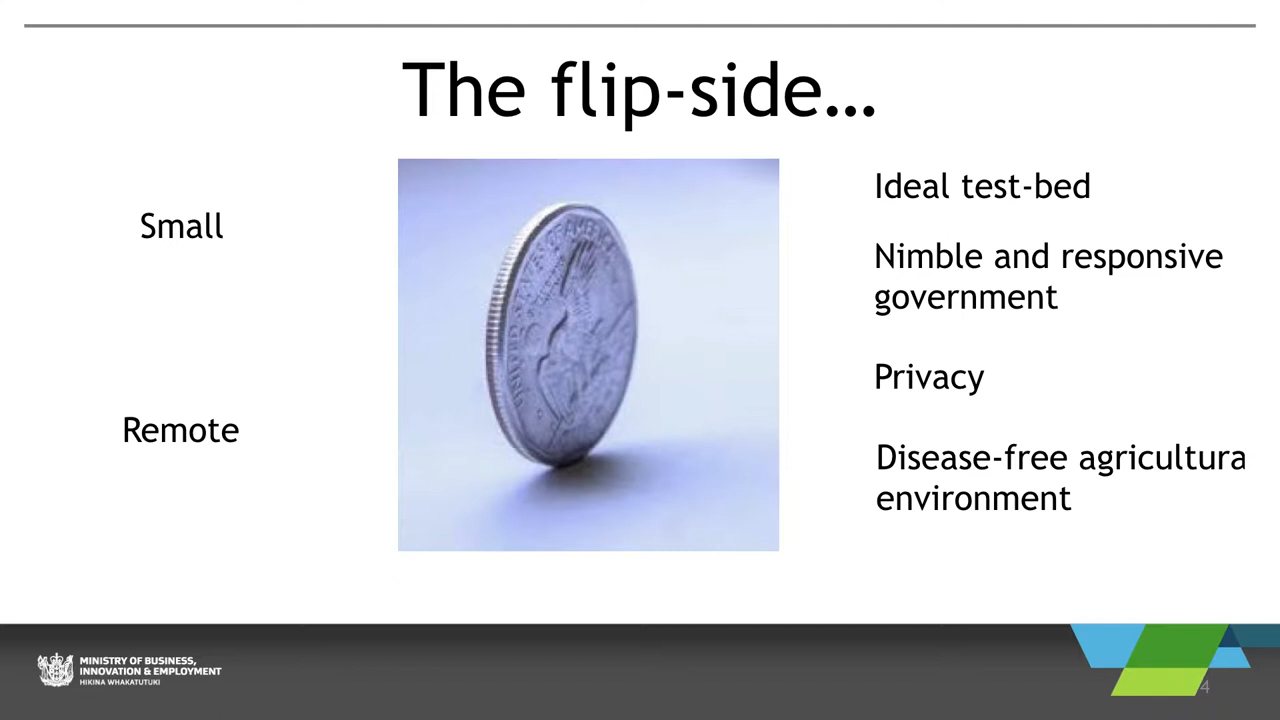 The flip-side…
Small
Remote
Ideal test-bed
Nimble and responsive
government
Privacy
Disease-free agricultura
environment
MINISTRY OF BUSINESS,
INNOVATION & EMPLOYMENT
HIKINA WHAKATUTUKI
4